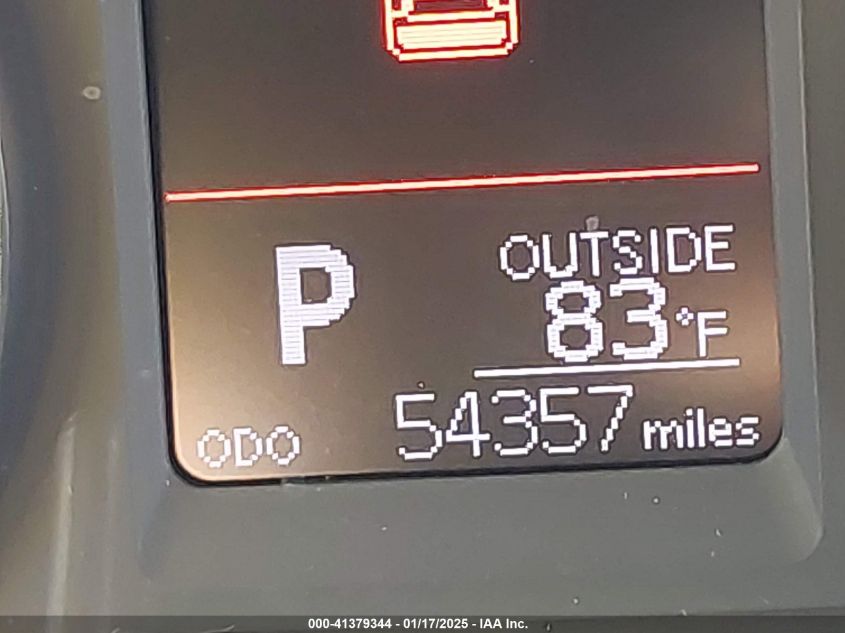 P
OUTSIDE
83°F
ODO 54357 miles
000-41379344 - 01/17/2025 - IAA Inc.